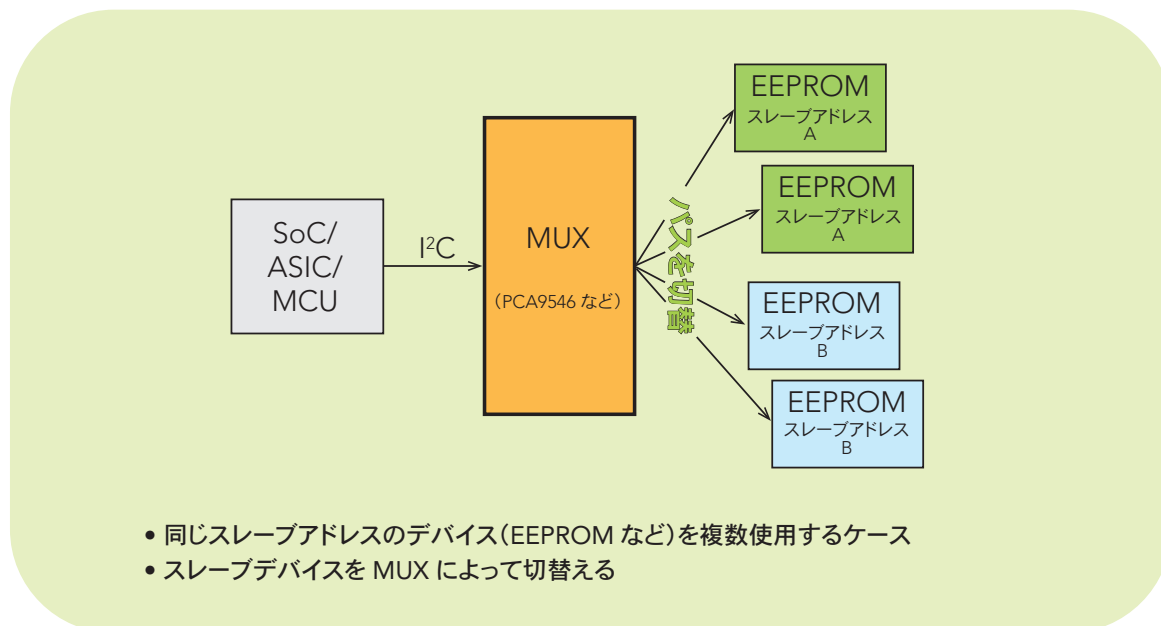 EEPROM
スレーブアドレス
A
EEPROM
スレーブアドレス
A
SoC/
ASIC/
MCU
I²C
MUX
（PCA9546 など）
パスを切替
EEPROM
スレーブアドレス
B
EEPROM
スレーブアドレス
B
• 同じスレーブアドレスのデバイス（EEPROM など）を複数使用するケース
• スレーブデバイスを MUX によって切替える